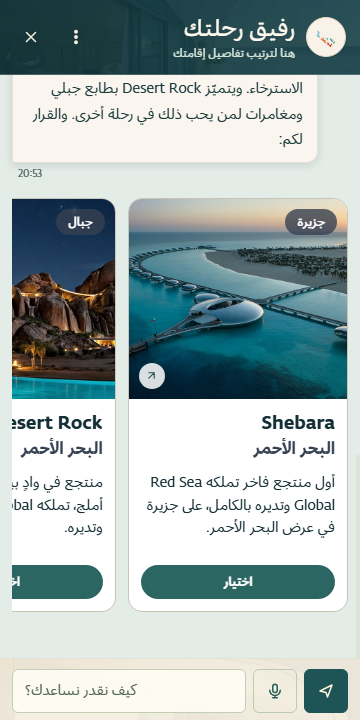 رفيق رحلتك
هنا لترتيب تفاصيل إقامتك
الاسترخاء. ويتميّز Desert Rock بطابع جبلي
ومغامرات لمن يحب ذلك في رحلة أخرى. والقرار
لكم:
20:53
جزيرة
Shebara
البحر الأحمر
أول منتجع فاخر تملكه Red Sea
Global وتديره بالكامل، على جزيرة
في عرض البحر الأحمر.
اختيار
جبال
esert Rock
البحر الأحمر
منتجع في وادٍ
أملج، تملكه bal
وتديره.
كيف نقدر نساعدك؟